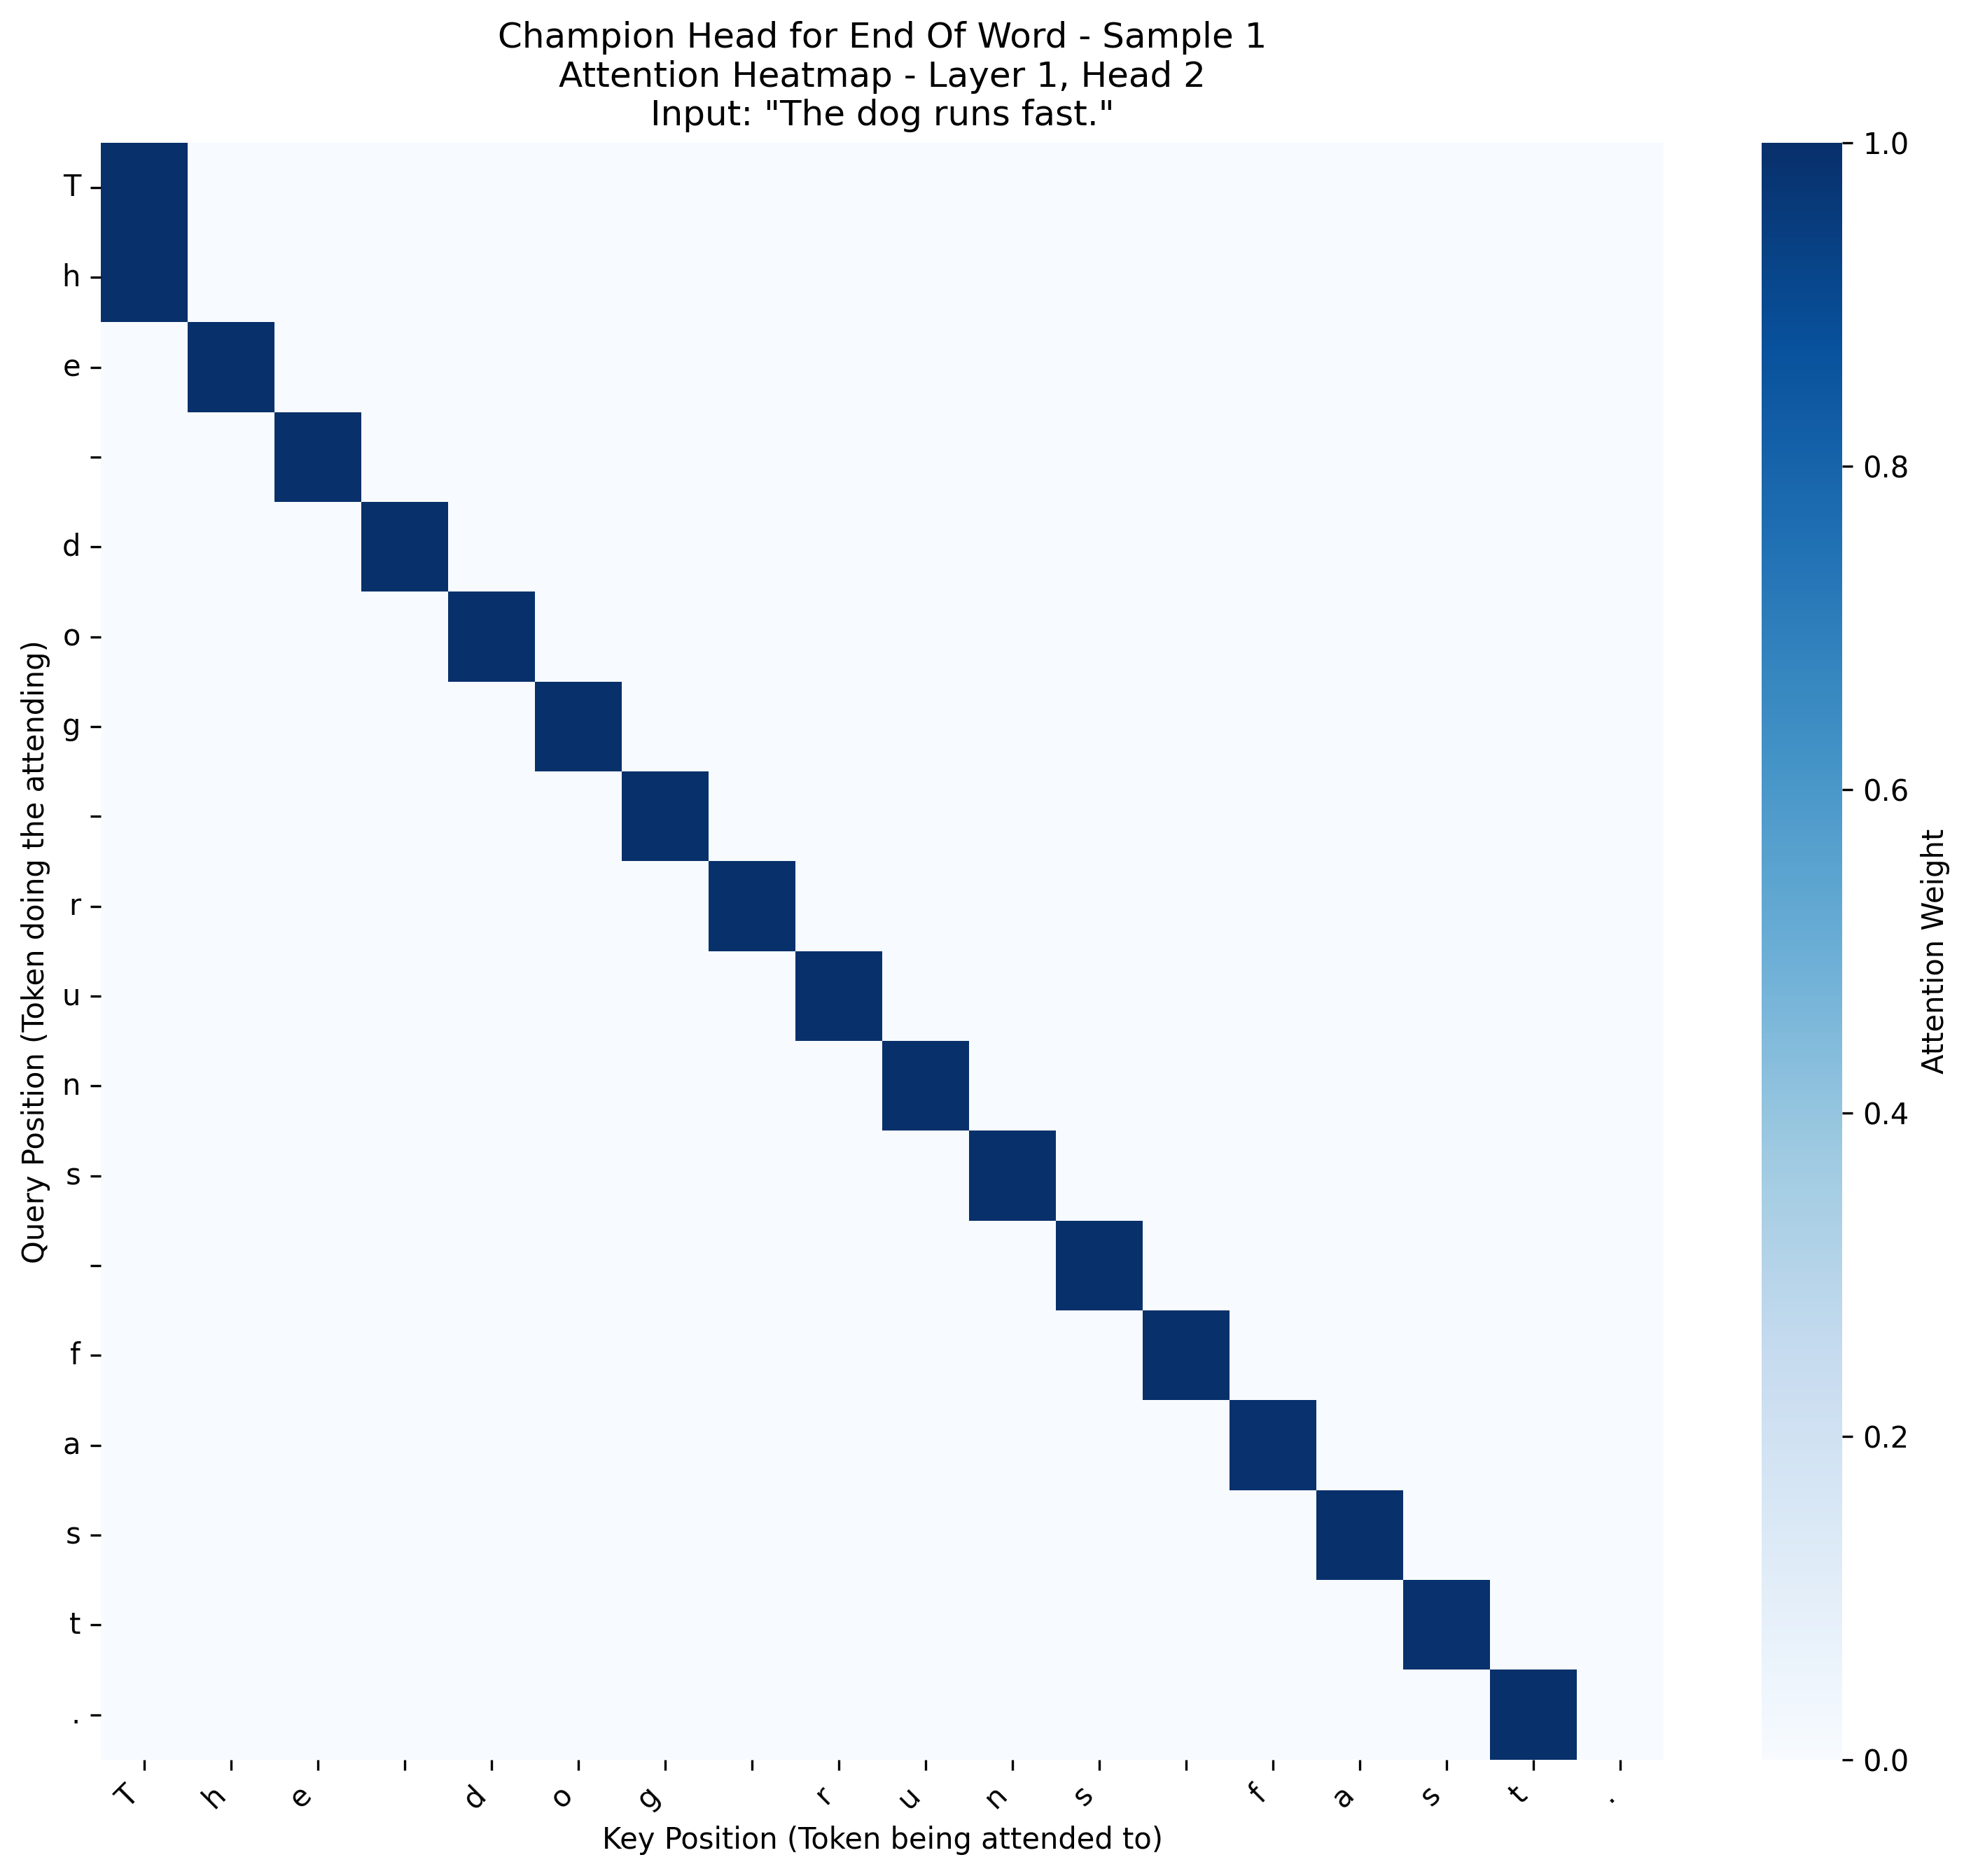 Champion Head for End Of Word - Sample 1
Attention Heatmap - Layer 1, Head 2
Input: "The dog runs fast."
Query Position (Token doing the attending)
T
h
e
d
o
g
r
u
n
s
f
a
s
t
.
T h e d o g r u n s f a s t .
Key Position (Token being attended to)
1.0
0.8
0.6
0.4
0.2
0.0
Attention Weight